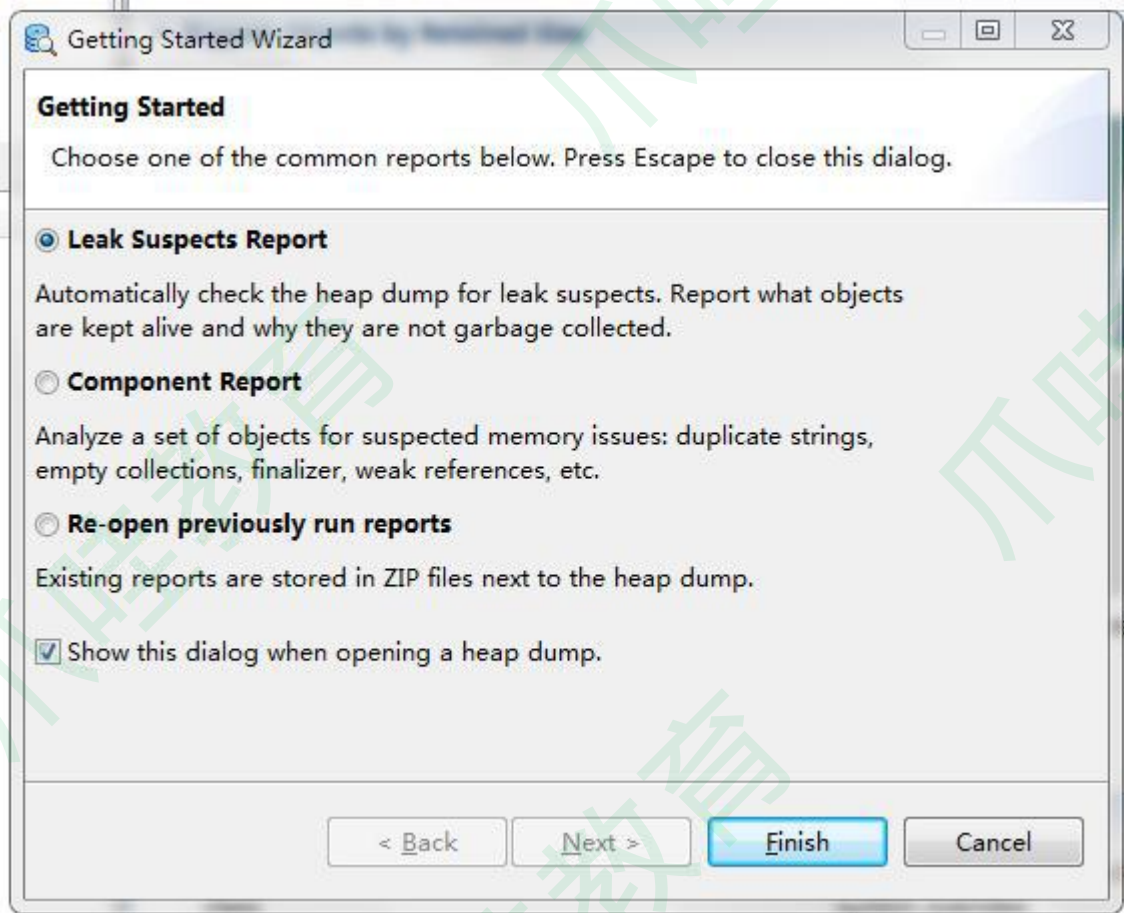 Getting Started Wizard
Getting Started
Choose one of the common reports below. Press Escape to close this dialog.
Leak Suspects Report
Automatically check the heap dump for leak suspects. Report what objects
are kept alive and why they are not garbage collected.
Component Report
Analyze a set of objects for suspected memory issues: duplicate strings,
empty collections, finalizer, weak references, etc.
Re-open previously run reports
Existing reports are stored in ZIP files next to the heap dump.
Show this dialog when opening a heap dump.
< Back
Next >
Finish
Cancel
爪哇教育